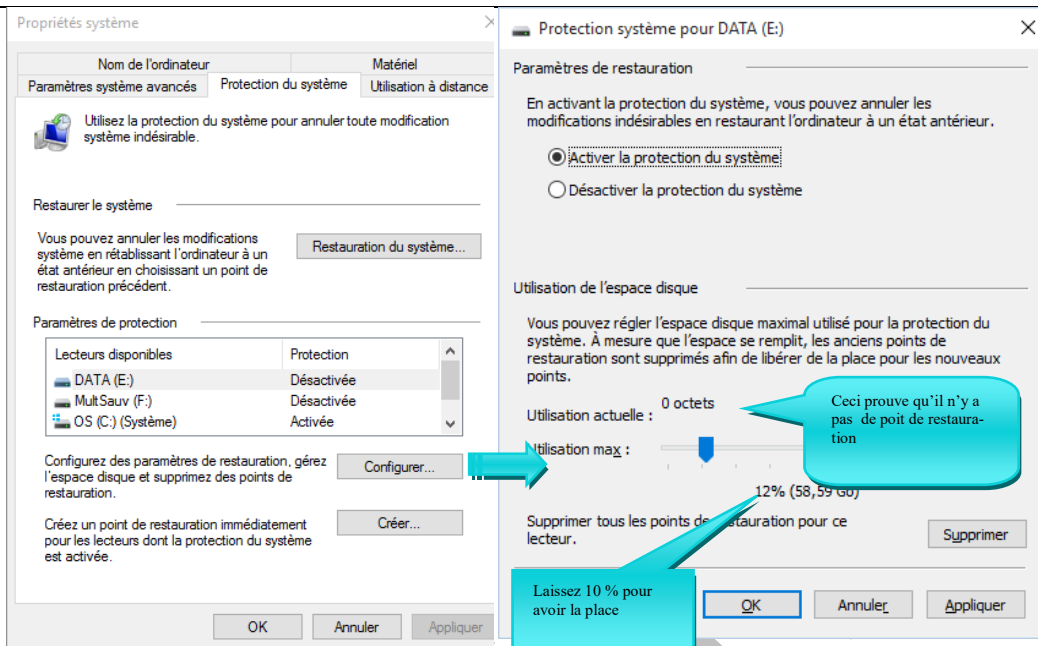 Propriétés système
Nom de l'ordinateur
Matériel
Paramètres système avancés
Protection du système
Utilisation à distance
Utilisez la protection du système pour annuler toute modification
système indésirable.
Restaurer le système
Vous pouvez annuler les modifications
système en rétablissant l'ordinateur à un
état antérieur en choisissant un point de
restauration précédent.
Restauration du système...
Paramètres de protection
Lecteurs disponibles
Protection
DATA (E:)
Désactivée
MultSauv (F:)
Désactivée
OS (C:) (Système)
Activée
Configurez des paramètres de restauration, gérez
l'espace disque et supprimez des points de
restauration.
Configurer...
Créez un point de restauration immédiatement
pour les lecteurs dont la protection du système
est activée.
Créer...
OK
Annuler
Appliquer
Protection système pour DATA (E:)
Paramètres de restauration
En activant la protection du système, vous pouvez annuler les
modifications indésirables en restaurant l'ordinateur à un état antérieur.
Activer la protection du système
Désactiver la protection du système
Utilisation de l'espace disque
Vous pouvez régler l'espace disque maximal utilisé pour la protection du
système. À mesure que l'espace se remplit, les anciens points de
restauration sont supprimés afin de libérer de la place pour les nouveaux
points.
Utilisation actuelle :
0 octets
Ceci prouve qu'il n'y a
pas de poit de restaura-
tion
Utilisation max :
12% (58,59 Go)
Supprimer tous les points de restauration pour ce
lecteur.
Supprimer
Laissez 10 % pour
avoir la place
OK
Annuler
Appliquer